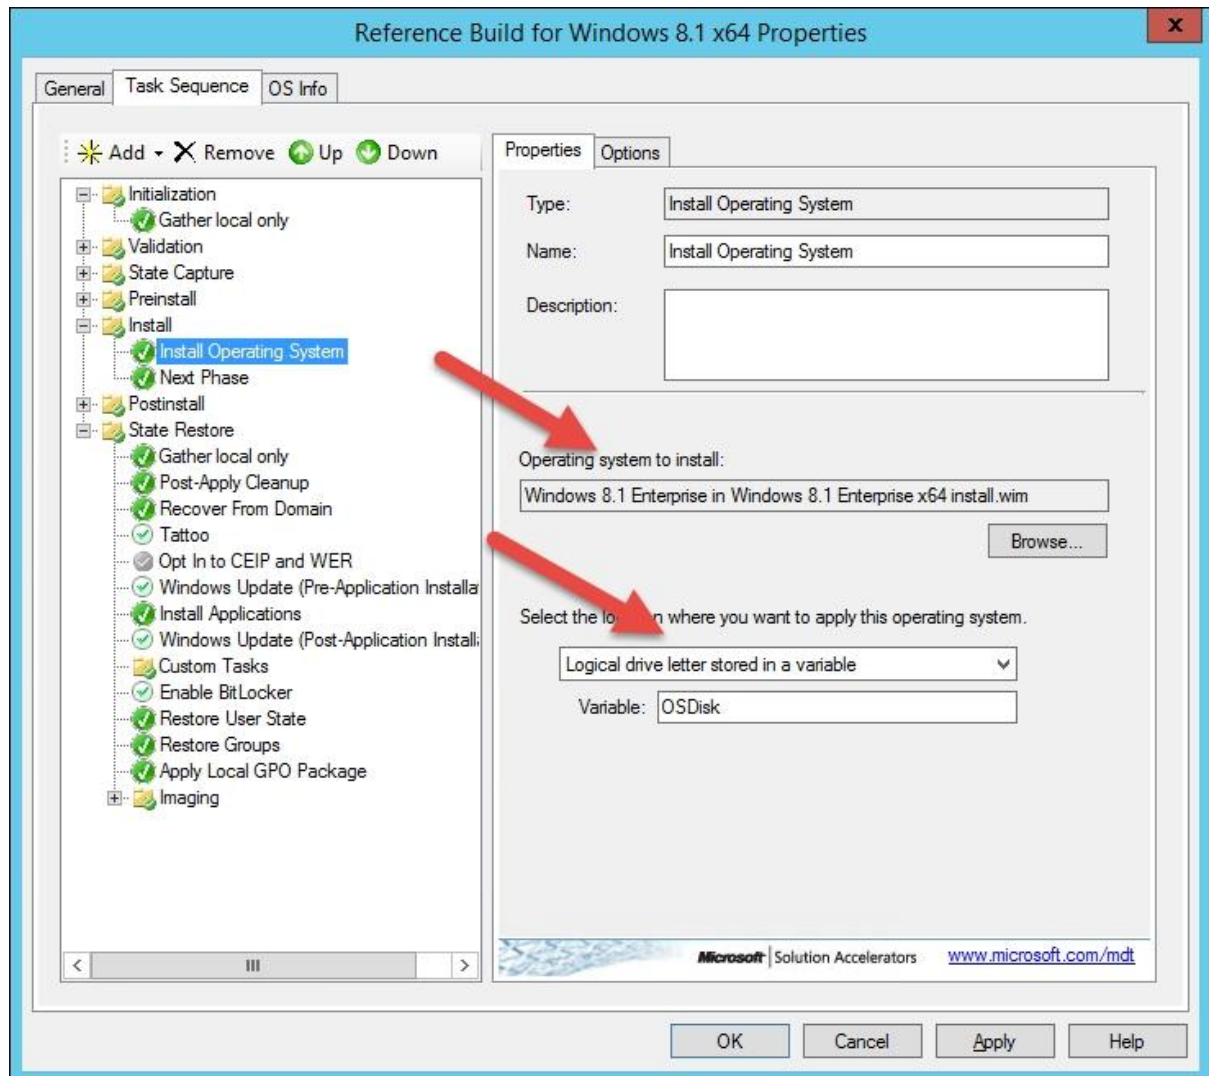 Reference Build for Windows 8.1 x64 Properties
X
General Task Sequence OS Info
Add Remove Up Down
Initialization
Gather local only
Validation
State Capture
Preinstall
Install
Install Operating System
Next Phase
Postinstall
State Restore
Gather local only
Post-Apply Cleanup
Recover From Domain
Tattoo
Opt In to CEIP and WER
Windows Update (Pre-Application Installa
Install Applications
Windows Update (Post-Application Install
Custom Tasks
Enable BitLocker
Restore User State
Restore Groups
Apply Local GPO Package
Imaging
Properties Options
Type: Install Operating System
Name: Install Operating System
Description:
Operating system to install:
Windows 8.1 Enterprise in Windows 8.1 Enterprise x64 install.wim
Browse...
Select the where you want to apply this operating system.
Logical drive letter stored in a variable
Variable: OSDisk
Microsoft Solution Accelerators www.microsoft.com/mdt
OK Cancel Apply Help